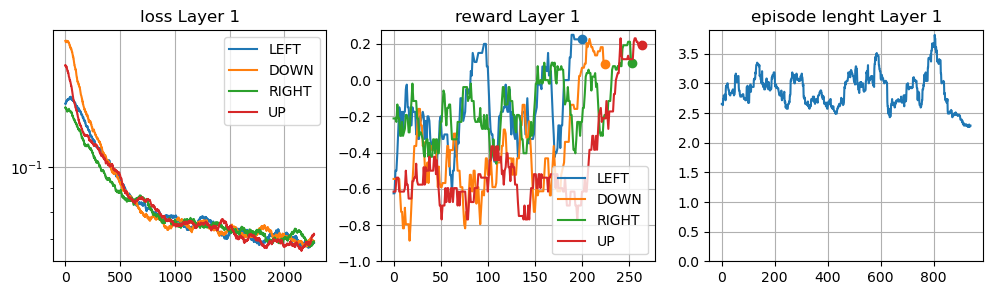 loss Layer 1
LEFT
DOWN
RIGHT
UP
10⁻¹
0 500 1000 1500 2000
reward Layer 1
0.2
0.0
−0.2
−0.4
−0.6
−0.8
−1.0
LEFT
DOWN
RIGHT
UP
0 50 100 150 200 250
episode lenght Layer 1
3.5
3.0
2.5
2.0
1.5
1.0
0.5
0.0
0 200 400 600 800